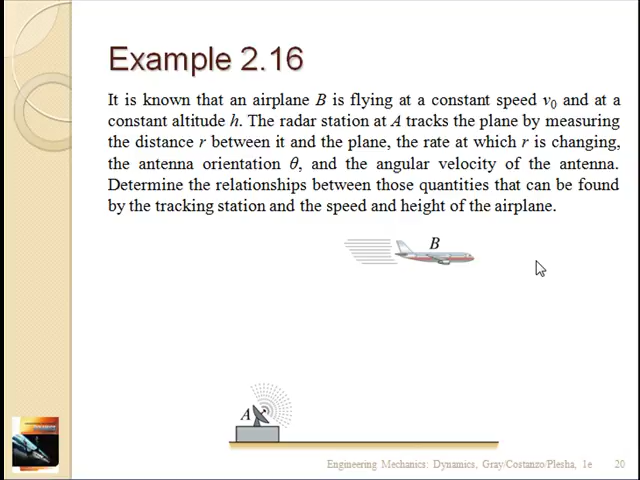 Example 2.16
It is known that an airplane B is flying at a constant speed v0 and at a
constant altitude h. The radar station at A tracks the plane by measuring
the distance r between it and the plane, the rate at which r is changing,
the antenna orientation θ, and the angular velocity of the antenna.
Determine the relationships between those quantities that can be found
by the tracking station and the speed and height of the airplane.
B
A
Engineering Mechanics: Dynamics, Gray/Costanzo/Plesha, 1e 20